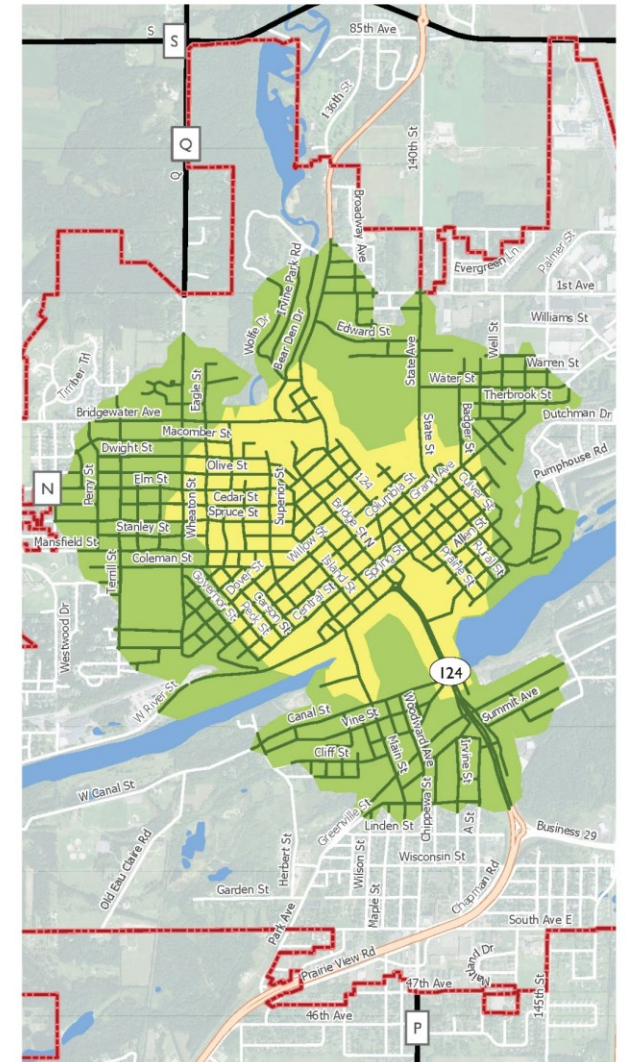 S
S
85th Ave
136th St
140th St
Q
Q
Broadway Ave
Evergreen Ln
Palmer St
1st Ave
Irvine Park Rd
Williams St
Wolfe Dr
Bear Den Dr
Edward St
State Ave
Well St
Timber Trl
Eagle St
Warren St
Water St
Therbrook St
Bridgewater Ave
Dutchman Dr
Macomber St
State St
Badger St
Dwight St
Pumphouse Rd
Olive St
124
Columbia St
Grand Ave
Culver St
N
Perry St
Elm St
Wheaton St
Cedar St
Superior St
Spruce St
Bridge St N
Stanley St
Willow St
Allen St
Mansfield St
Spring St
Prairie St
Rural St
Coleman St
Terrill St
Dover St
Island St
Governor St
Carson St
Central St
Peck St
Westwood Dr
124
W River St
Canal St
Vine St
Woodward Ave
Summit Ave
Main St
Cliff St
Irvine St
W Canal St
Chippewa St
Greenville St
A St
Linden St
Business 29
Old Eau Claire Rd
Herbert St
Wilson St
Wisconsin St
Maple St
Chapman Rd
Garden St
Park Ave
South Ave E
Prairie View Rd
Maitland Dr
47th Ave
145th St
46th Ave
P